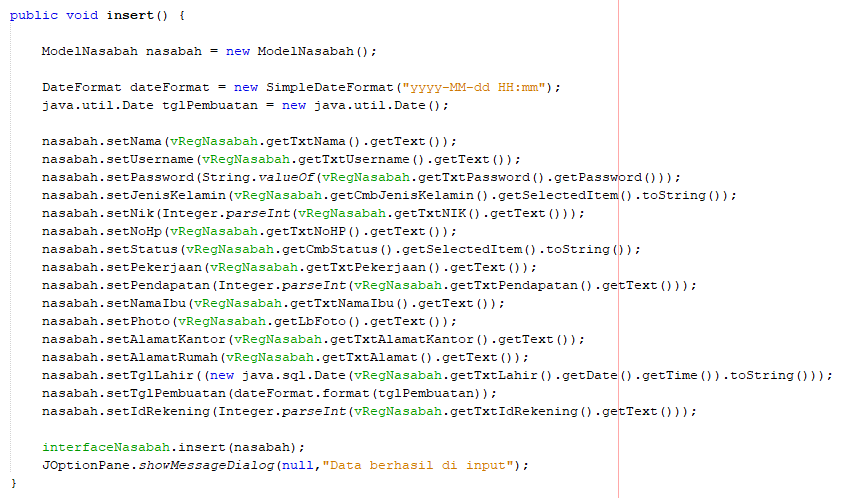 public void insert() {
ModelNasabah nasabah = new ModelNasabah();
DateFormat dateFormat = new SimpleDateFormat("yyyy-MM-dd HH:mm");
java.util.Date tglPembuatan = new java.util.Date();
nasabah.setNama(vRegNasabah.getTxtNama().getText());
nasabah.setUsername(vRegNasabah.getTxtUsername().getText());
nasabah.setPassword(String.valueOf(vRegNasabah.getTxtPassword().getPassword()));
nasabah.setJenisKelamin(vRegNasabah.getCmbJenisKelamin().getSelectedItem().toString());
nasabah.setNik(Integer.parseInt(vRegNasabah.getTxtNIK().getText()));
nasabah.setNoHp(vRegNasabah.getTxtNoHP().getText());
nasabah.setStatus(vRegNasabah.getCmbStatus().getSelectedItem().toString());
nasabah.setPekerjaan(vRegNasabah.getTxtPekerjaan().getText());
nasabah.setPendapatan(Integer.parseInt(vRegNasabah.getTxtPendapatan().getText()));
nasabah.setNamaIbu(vRegNasabah.getTxtNamaIbu().getText());
nasabah.setPhoto(vRegNasabah.getLbFoto().getText());
nasabah.setAlamatKantor(vRegNasabah.getTxtAlamatKantor().getText());
nasabah.setAlamatRumah(vRegNasabah.getTxtAlamat().getText());
nasabah.setTglLahir((new java.sql.Date(vRegNasabah.getTxtLahir().getDate().getTime()).toString()));
nasabah.setTglPembuatan(dateFormat.format(tglPembuatan));
nasabah.setIdRekening(Integer.parseInt(vRegNasabah.getTxtIdRekening().getText()));
interfaceNasabah.insert(nasabah);
JOptionPane.showMessageDialog(null,"Data berhasil di input");
}